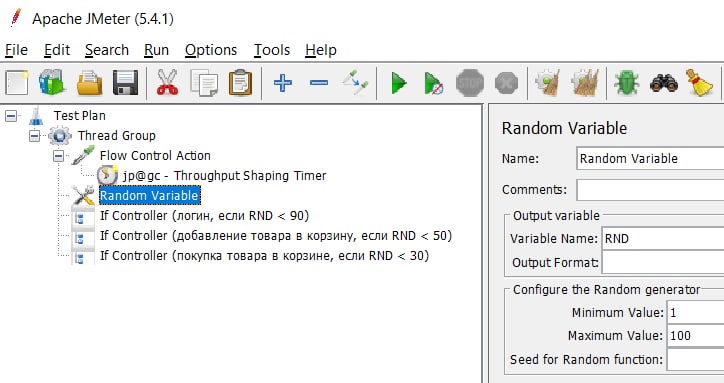 Apache JMeter (5.4.1)
File Edit Search Run Options Tools Help
STOP
Test Plan
Thread Group
Flow Control Action
jp@gc - Throughput Shaping Timer
Random Variable
If Controller (логин, если RND < 90)
If Controller (добавление товара в корзину, если RND < 50)
If Controller (покупка товара в корзине, если RND < 30)
Random Variable
Name: Random Variable
Comments:
Output variable
Variable Name: RND
Output Format:
Configure the Random generator
Minimum Value: 1
Maximum Value: 100
Seed for Random function: